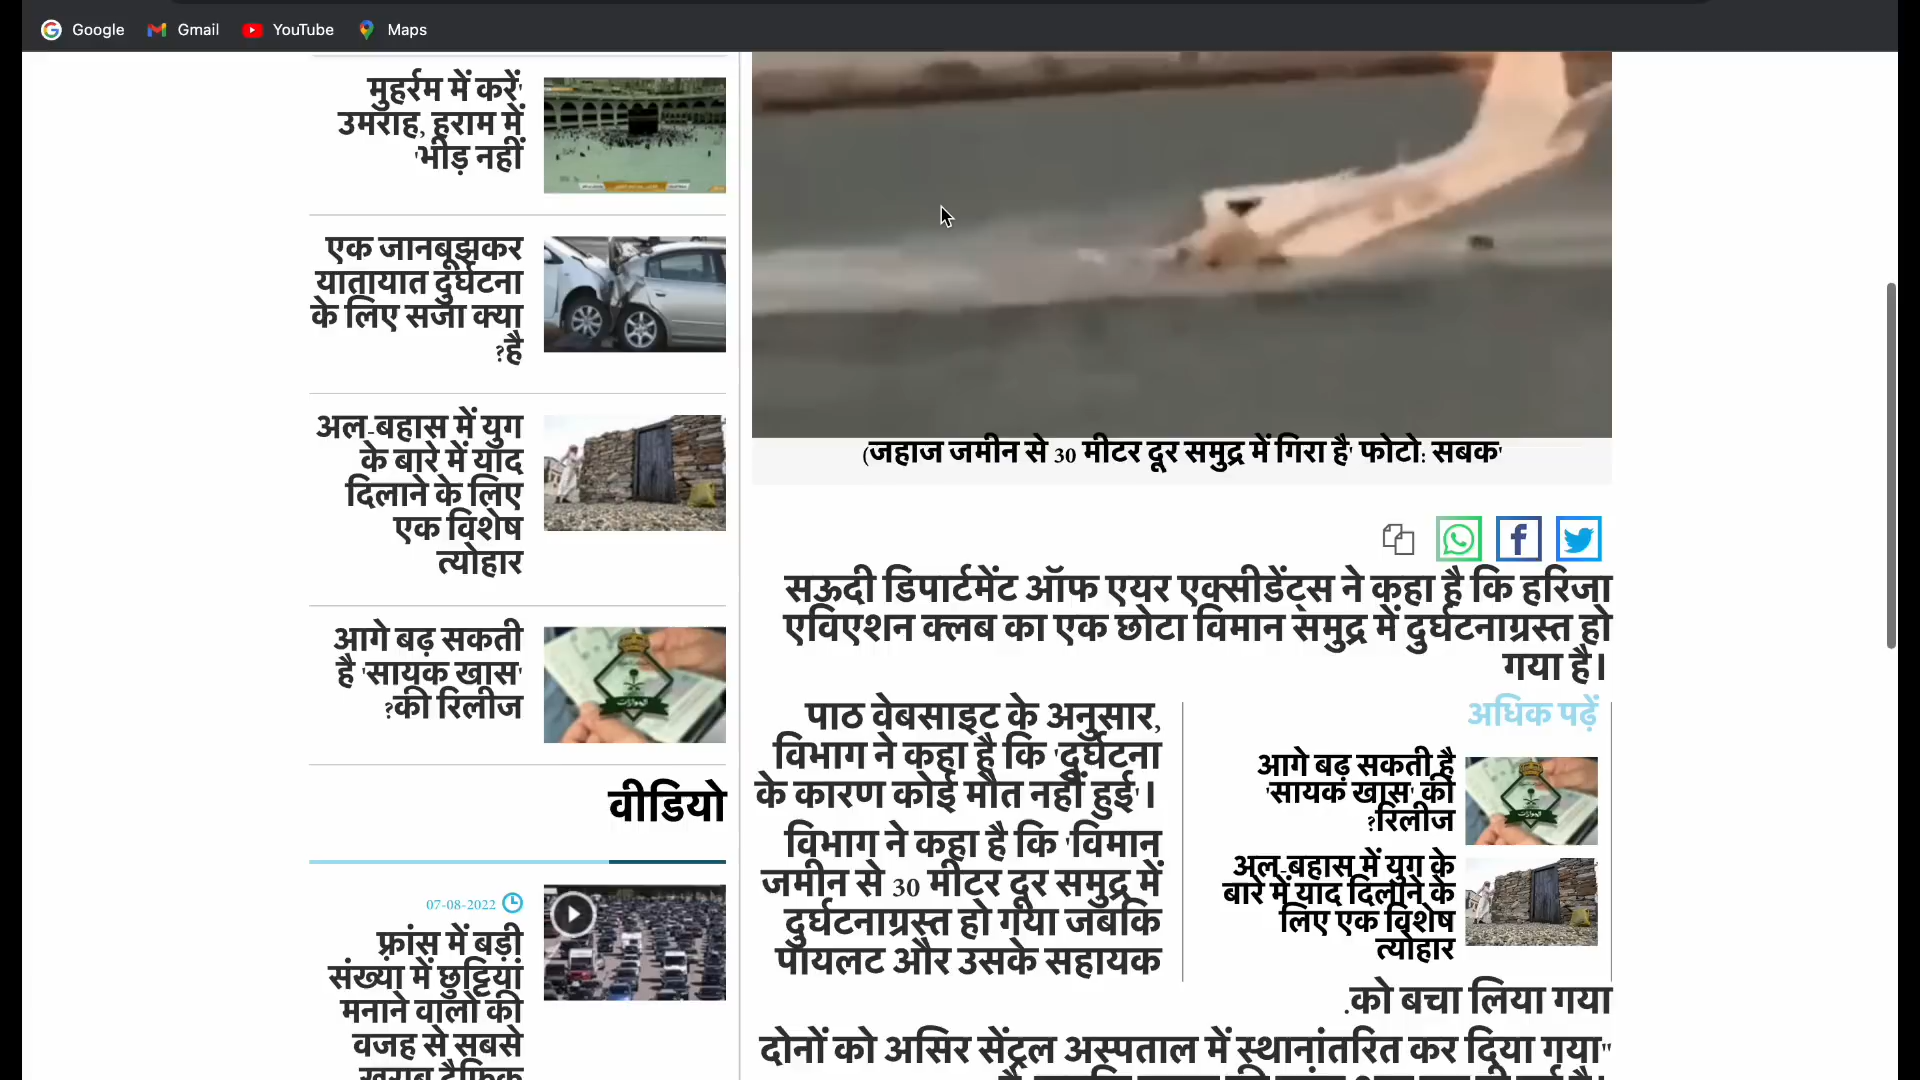 Google Gmail YouTube Maps
मुहर्रम में करें'
उमराह, हराम में
'भीड़ नहीं
एक जानबूझकर
यातायात दुर्घटना
के लिए सजा क्या
?है
अल-बहास में युग
के बारे में याद
दिलाने के लिए
एक विशेष
त्योहार
आगे बढ़ सकती
है 'सायक खास'
?की रिलीज
वीडियो
07-08-2022
फ़्रांस में बड़ी
संख्या में छुट्टियां
मनाने वालों की
वजह से सबसे
खराब ट्रैफिक
(जहाज जमीन से 30 मीटर दूर समुद्र में गिरा है' फोटो: सबक'
सऊदी डिपार्टमेंट ऑफ एयर एक्सीडेंट्स ने कहा है कि हरिजा
एविएशन क्लब का एक छोटा विमान समुद्र में दुर्घटनाग्रस्त हो
गया है।
पाठ वेबसाइट के अनुसार,
विभाग ने कहा है कि 'दुर्घटना
के कारण कोई मौत नहीं हुई'।
विभाग ने कहा है कि 'विमान
जमीन से 30 मीटर दूर समुद्र में
दुर्घटनाग्रस्त हो गया जबकि
पायलट और उसके सहायक
अधिक पढ़ें
आगे बढ़ सकती है
'सायक खास' की
?रिलीज
अल-बहास में युग के
बारे में याद दिलाने के
लिए एक विशेष
त्योहार
.को बचा लिया गया
दोनों को असिर सेंट्रल अस्पताल में स्थानांतरित कर दिया गया"